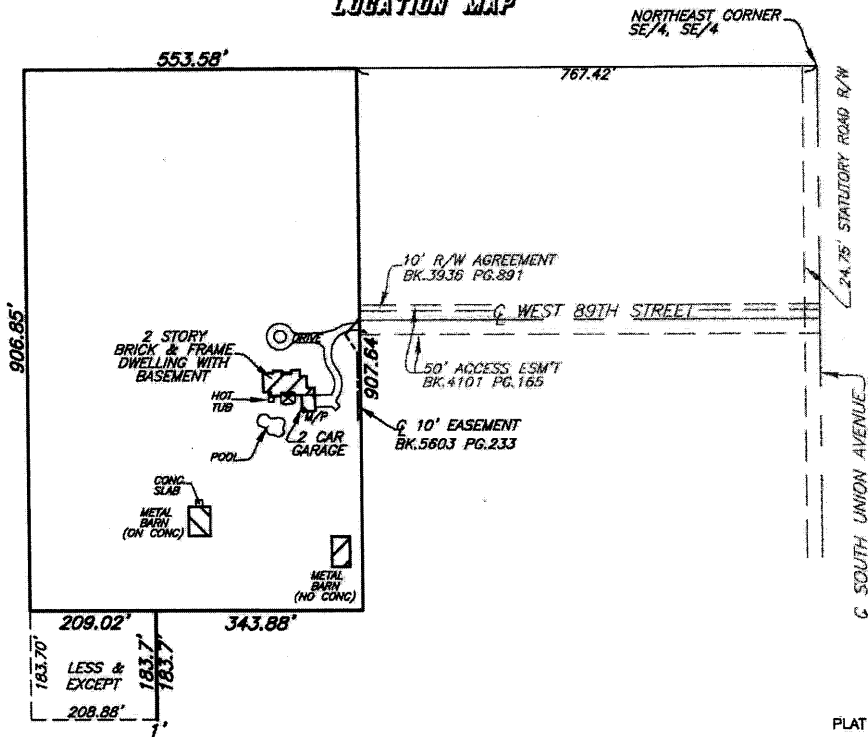 LOCATION MAP
NORTHEAST CORNER
SE/4, SE/4
553.58'
767.42'
24.75' STATUTORY ROAD R/W
10' R/W AGREEMENT
BK.3936 PG.891
℄ WEST 89TH STREET
906.85'
2 STORY
BRICK & FRAME
DWELLING WITH
BASEMENT
DRIVE
907.64'
50' ACCESS ESM'T
BK.4101 PG.165
HOT
TUB
M/P
℄ 10' EASEMENT
BK.5603 PG.233
2 CAR
GARAGE
POOL
CONC
SLAB
METAL
BARN
(ON CONC)
METAL
BARN
(NO CONC)
℄ SOUTH UNION AVENUE
209.02'
343.88'
183.70'
LESS &
EXCEPT
183.7'
183.7'
208.88'
1'
PLAT